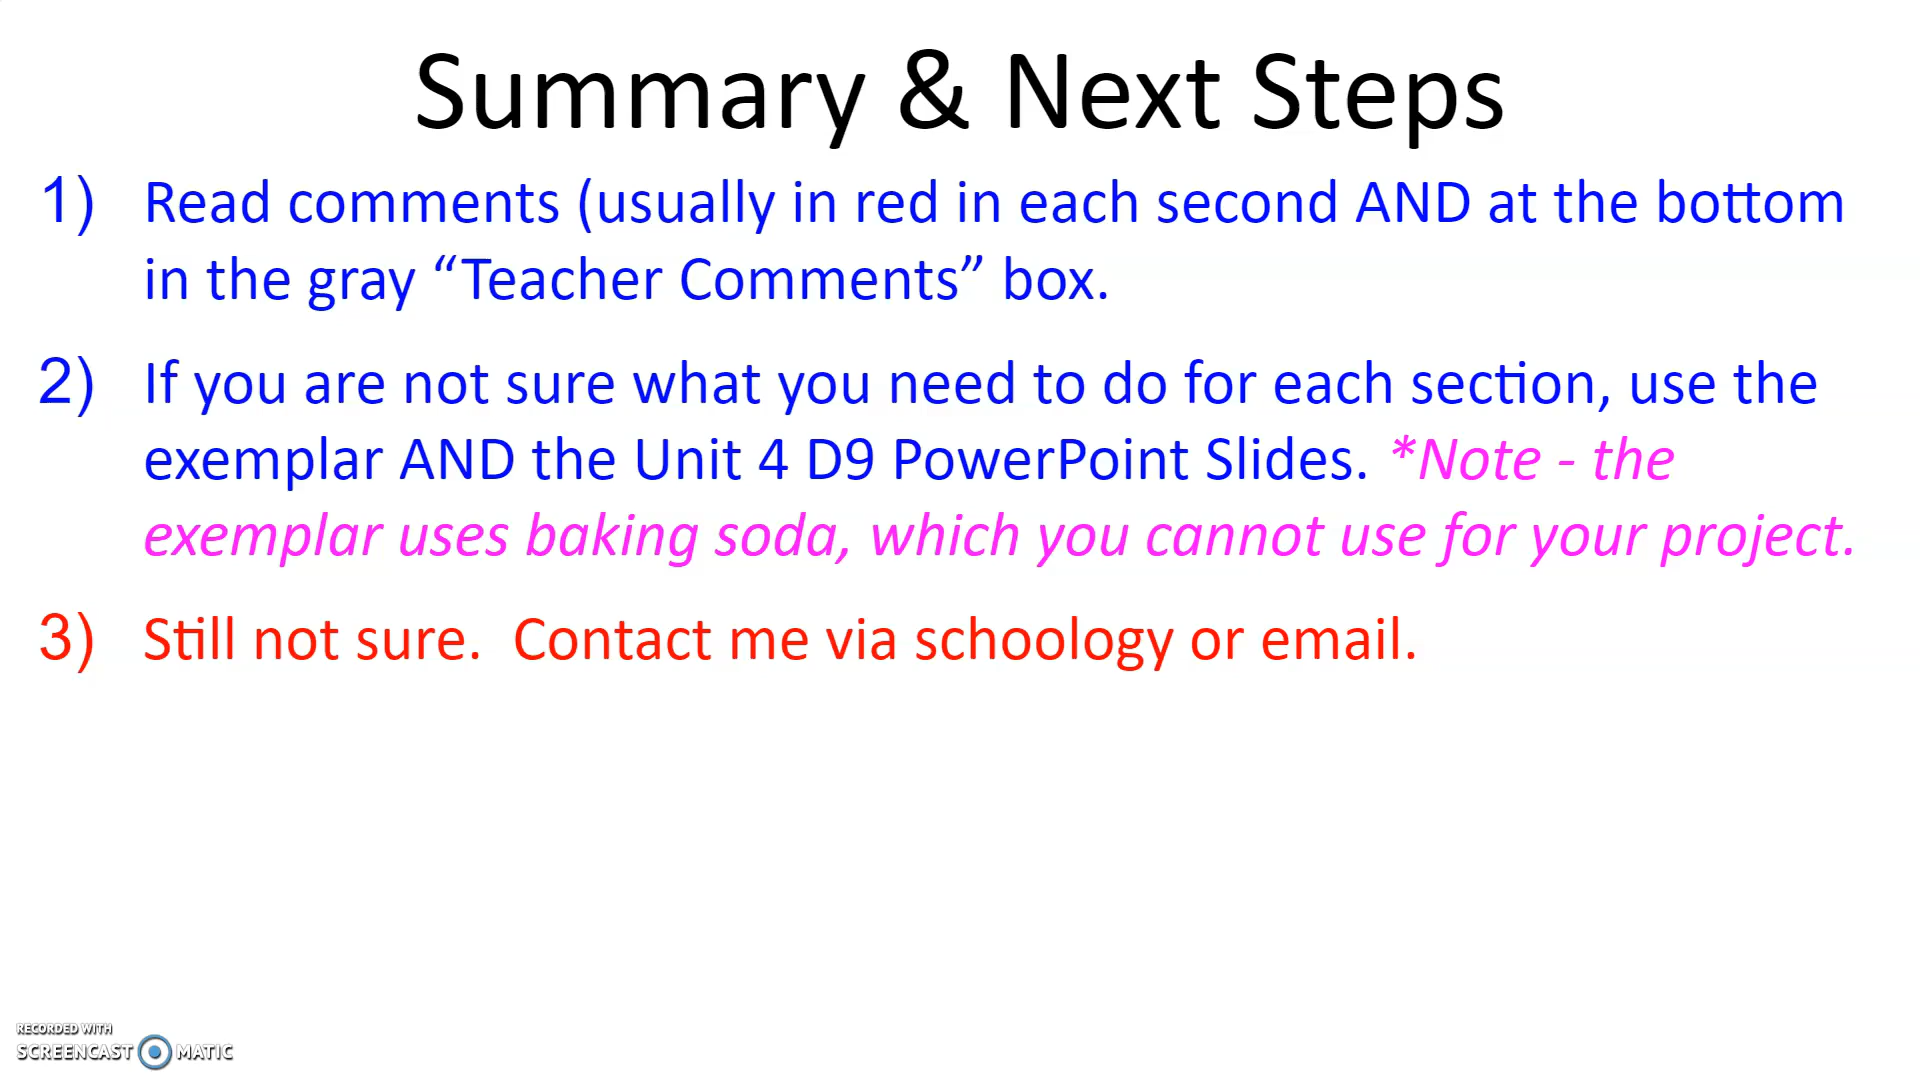 Summary & Next Steps
1) Read comments (usually in red in each second AND at the bottom
in the gray “Teacher Comments” box.
2) If you are not sure what you need to do for each section, use the
exemplar AND the Unit 4 D9 PowerPoint Slides. *Note - the
exemplar uses baking soda, which you cannot use for your project.
3) Still not sure.  Contact me via schoology or email.
RECORDED WITH
SCREENCAST MATIC